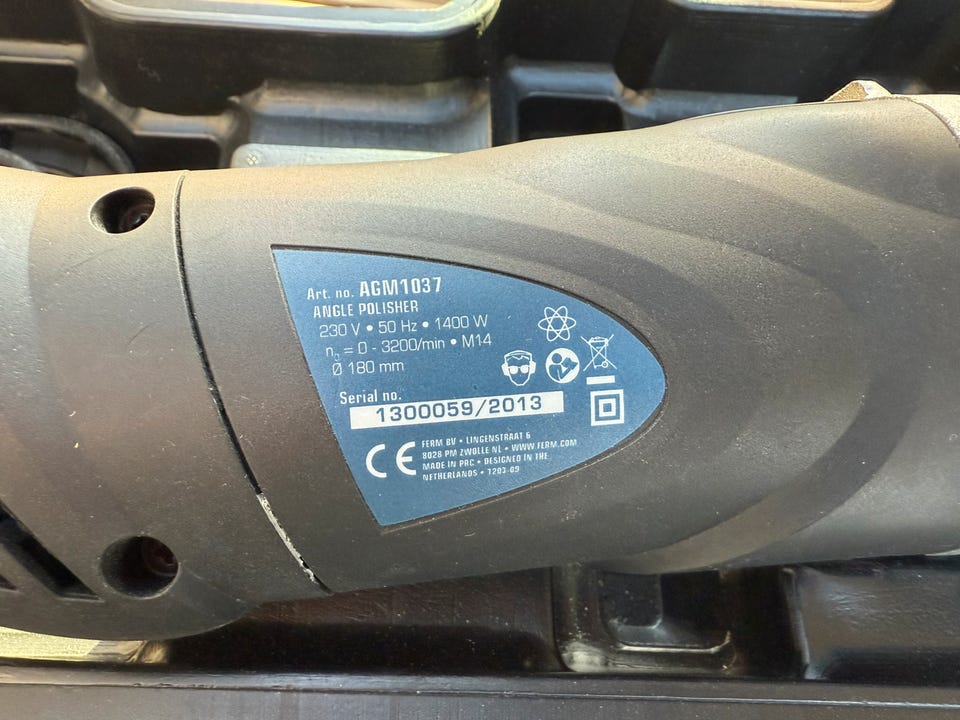 Art. no. AGM1037
ANGLE POLISHER
230 V • 50 Hz • 1400 W
n₀ = 0 - 3200/min • M14
Ø 180 mm
Serial no.
1300059/2013
CE
FERM BV • LINGENSTRAAT 6
8028 PM ZWOLLE NL • WWW.FERM.COM
MADE IN PRC • DESIGNED IN THE
NETHERLANDS • 1203-09